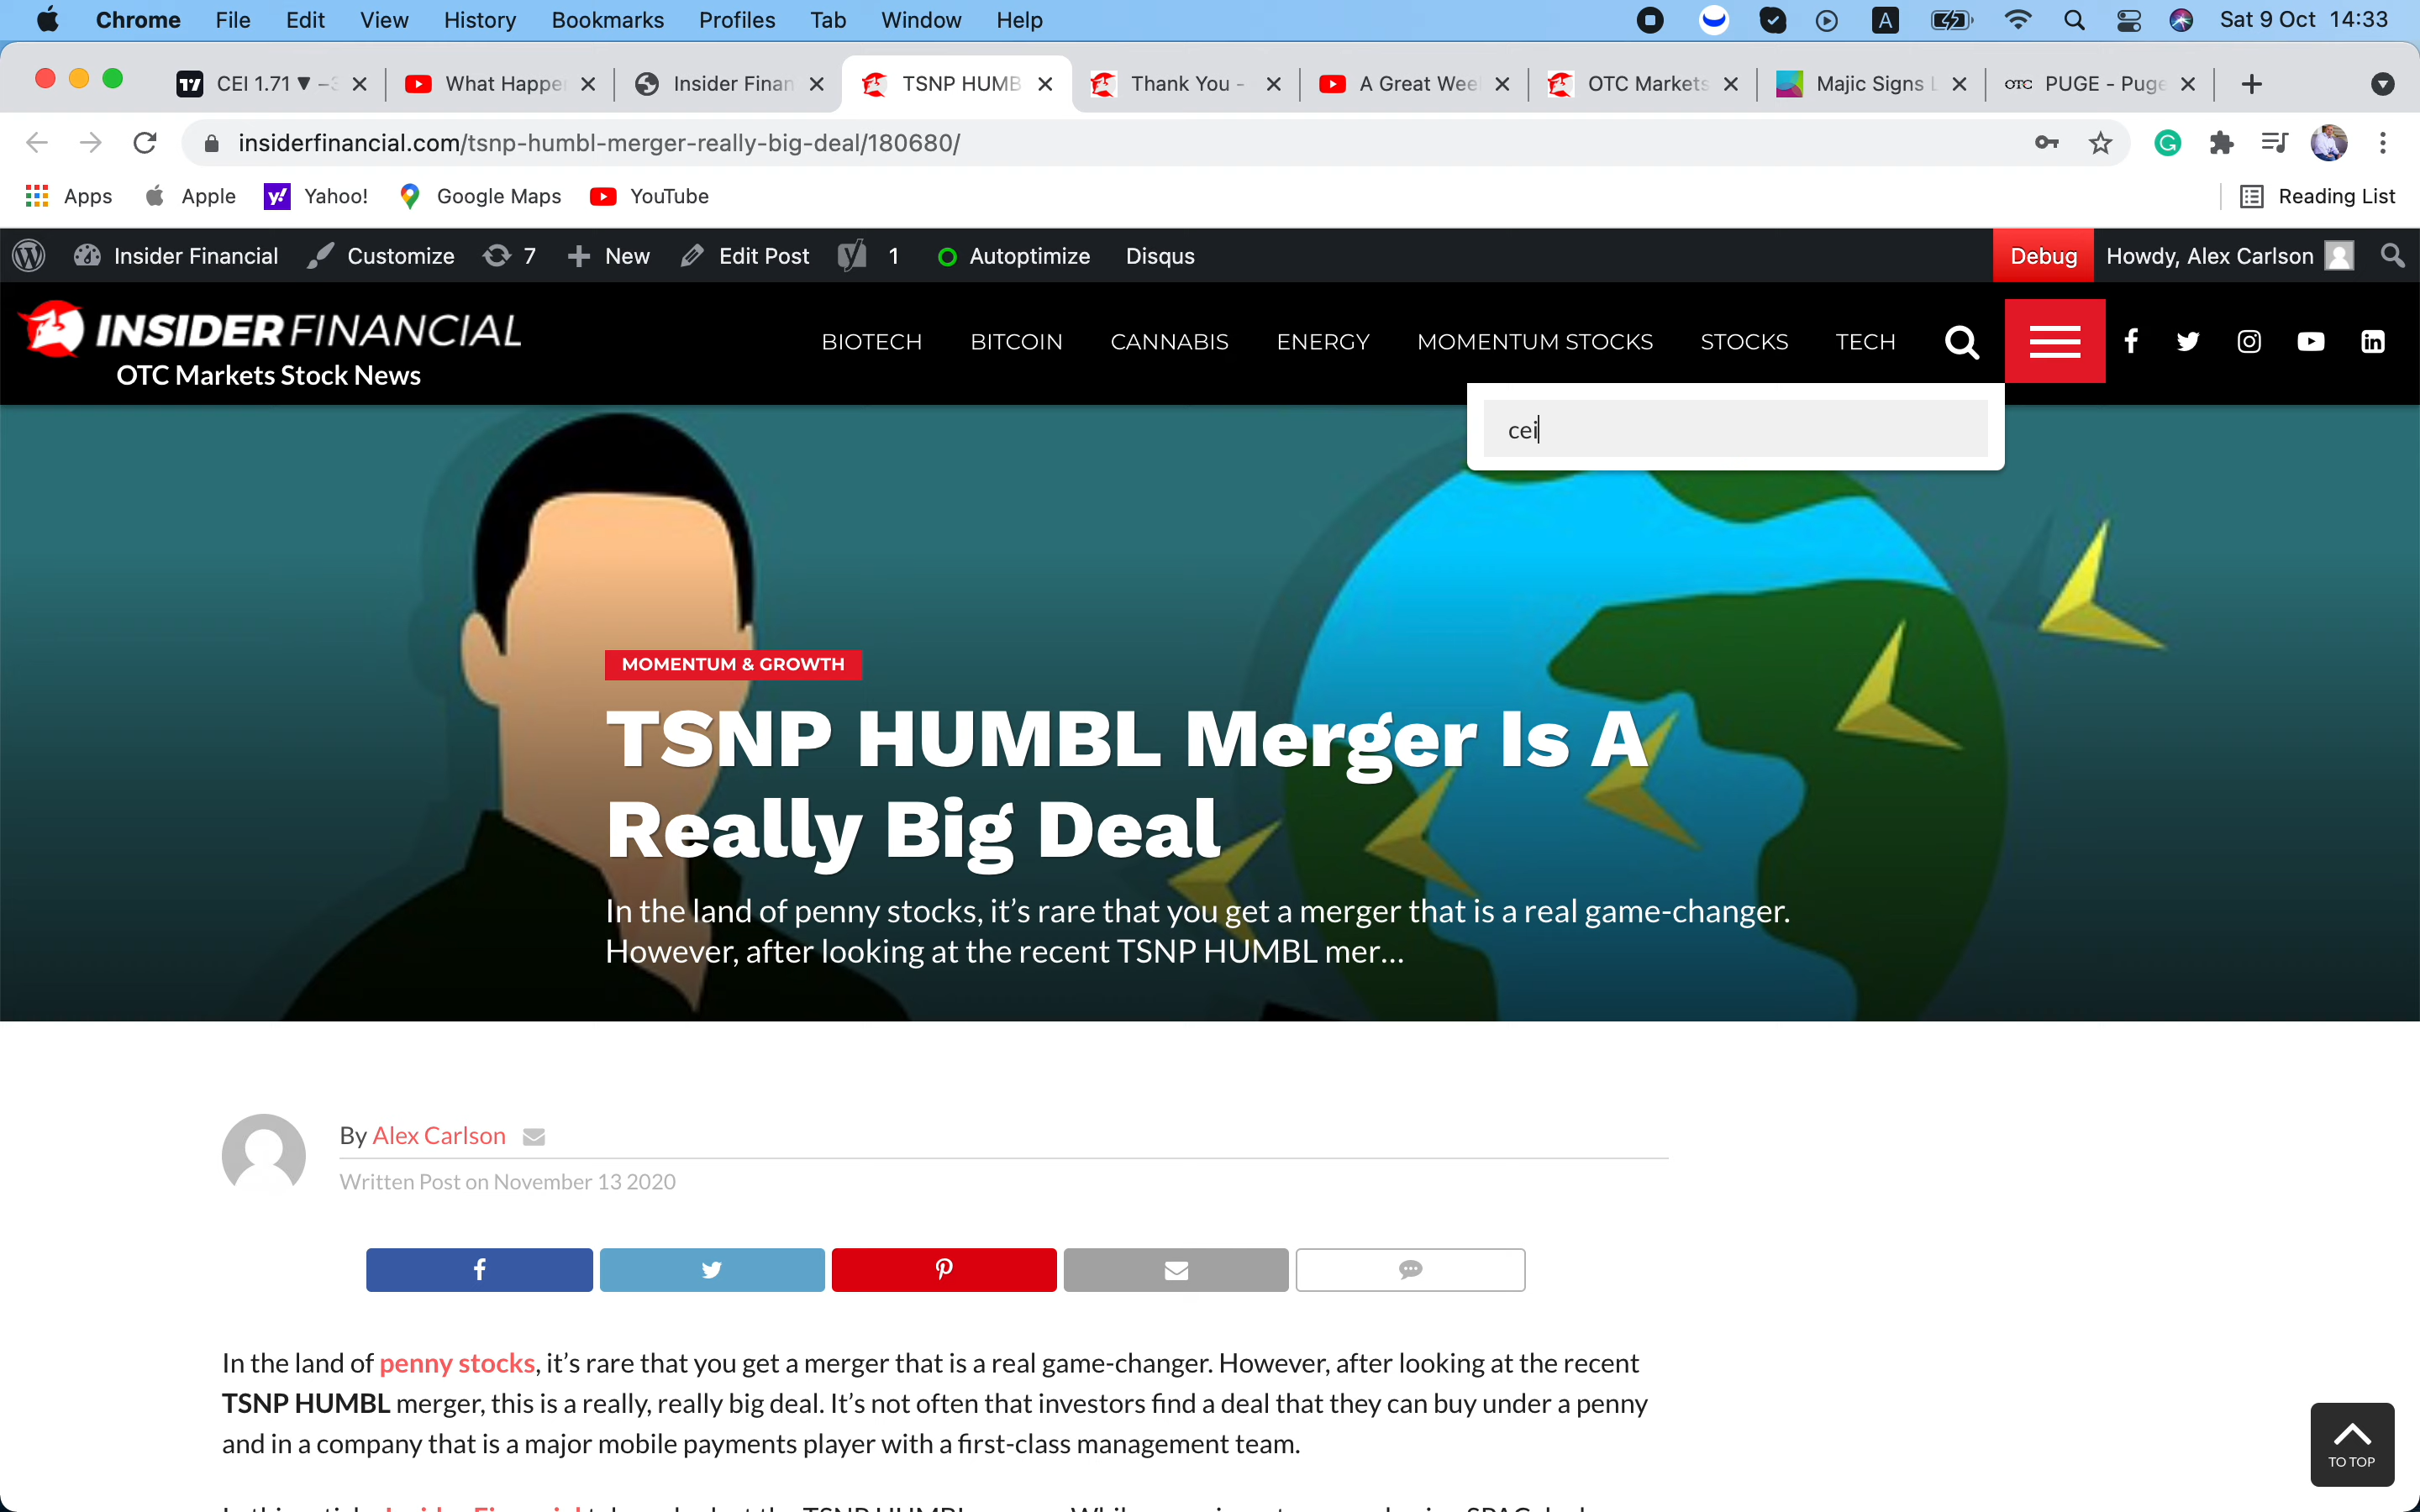 Chrome File Edit View History Bookmarks Profiles Tab Window Help A Sat 9 Oct 14:33
CEI 1.71 ▼ What Happe Insider Finan TSNP HUMB Thank You - A Great Wee OTC Markets Majic Signs OTC PUGE - Puge
insiderfinancial.com/tsnp-humbl-merger-really-big-deal/180680/
Apps Apple Yahoo! Google Maps YouTube Reading List
Insider Financial Customize 7 New Edit Post 1 Autoptimize Disqus Debug Howdy, Alex Carlson
INSIDER FINANCIAL
OTC Markets Stock News
BIOTECH BITCOIN CANNABIS ENERGY MOMENTUM STOCKS STOCKS TECH
cei
MOMENTUM & GROWTH
TSNP HUMBL Merger Is A
Really Big Deal
In the land of penny stocks, it’s rare that you get a merger that is a real game-changer.
However, after looking at the recent TSNP HUMBL mer...
By Alex Carlson
Written Post on November 13 2020
In the land of penny stocks, it’s rare that you get a merger that is a real game-changer. However, after looking at the recent
TSNP HUMBL merger, this is a really, really big deal. It’s not often that investors find a deal that they can buy under a penny
and in a company that is a major mobile payments player with a first-class management team.
TO TOP